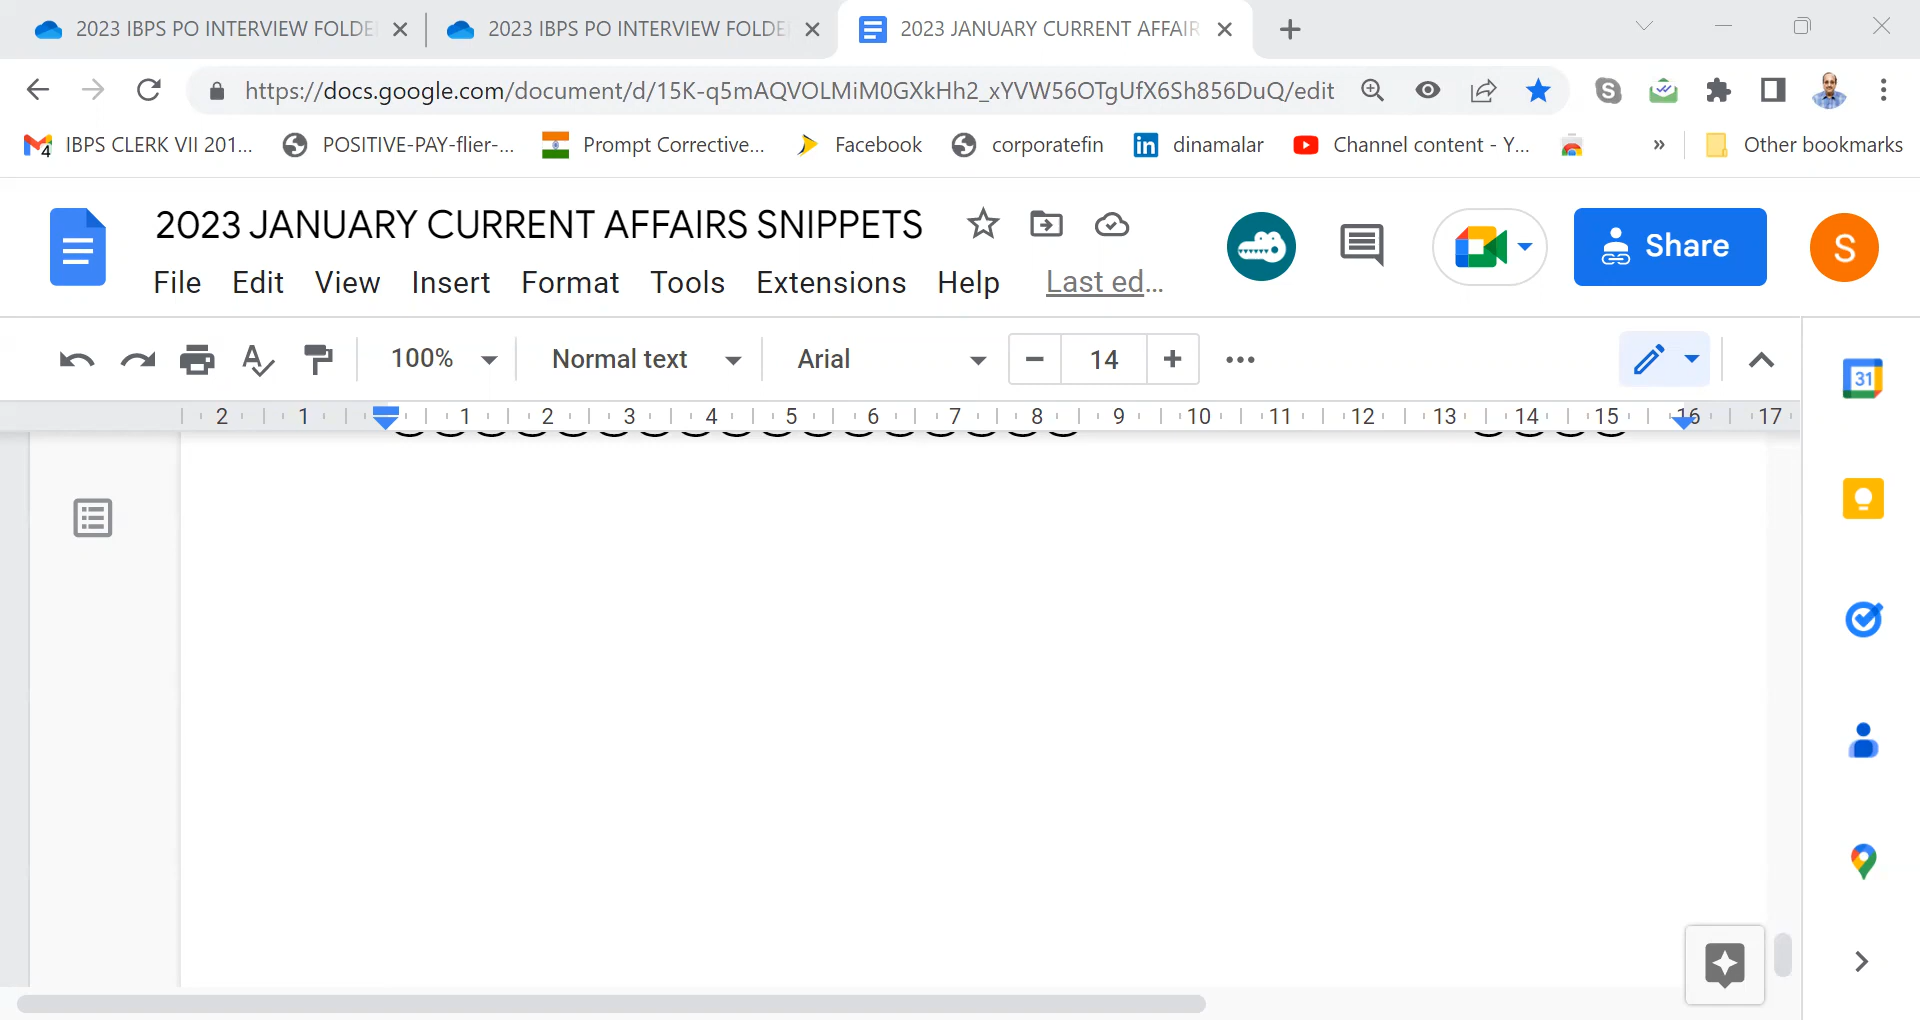 2023 IBPS PO INTERVIEW FOLDE
2023 IBPS PO INTERVIEW FOLDE
2023 JANUARY CURRENT AFFAIR
https://docs.google.com/document/d/15K-q5mAQVOLMiM0GXkHh2_xYVW56OTgUfX6Sh856DuQ/edit
4 IBPS CLERK VII 201... POSITIVE-PAY-flier-... Prompt Corrective... Facebook corporatefin in dinamalar Channel content - Y... » Other bookmarks
2023 JANUARY CURRENT AFFAIRS SNIPPETS
File Edit View Insert Format Tools Extensions Help Last ed...
Share
S
100% Normal text Arial - 14 +
2 1 1 2 3 4 5 6 7 8 9 10 11 12 13 14 15 16 17
31